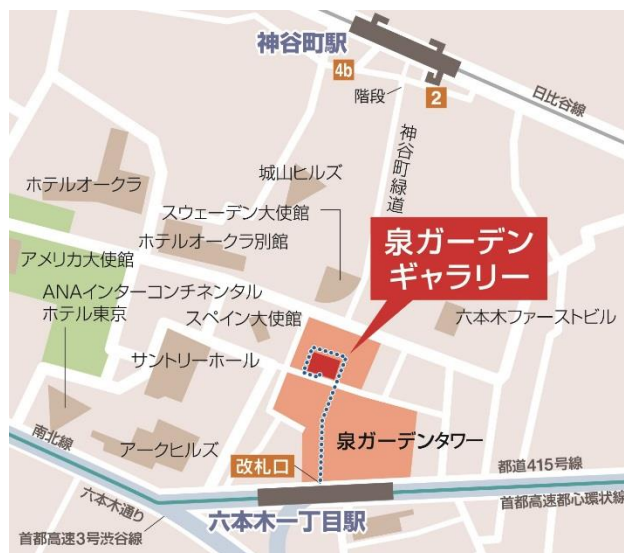 神谷町駅
4b
階段
2
日比谷線
神谷町緑道
城山ヒルズ
ホテルオークラ
スウェーデン大使館
ホテルオークラ別館
泉ガーデン
ギャラリー
アメリカ大使館
ANAインターコンチネンタル
ホテル東京
スペイン大使館
六本木ファーストビル
サントリーホール
南北線
アークヒルズ
泉ガーデンタワー
改札口
都道415号線
六本木通り
六本木一丁目駅
首都高速都心環状線
首都高速3号渋谷線